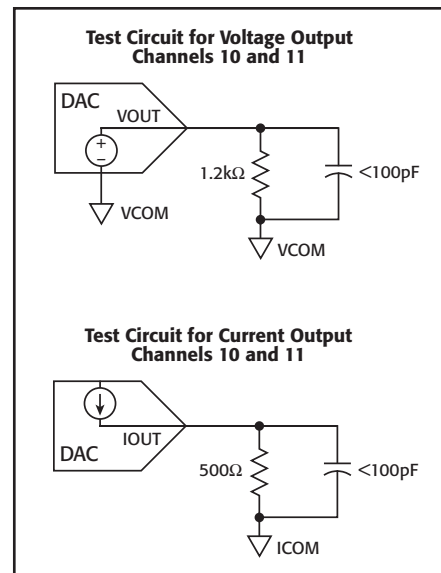 Test Circuit for Voltage Output
Channels 10 and 11
DAC
VOUT
+
−
1.2kΩ
<100pF
VCOM
VCOM
Test Circuit for Current Output
Channels 10 and 11
IOUT
DAC
500Ω
<100pF
ICOM